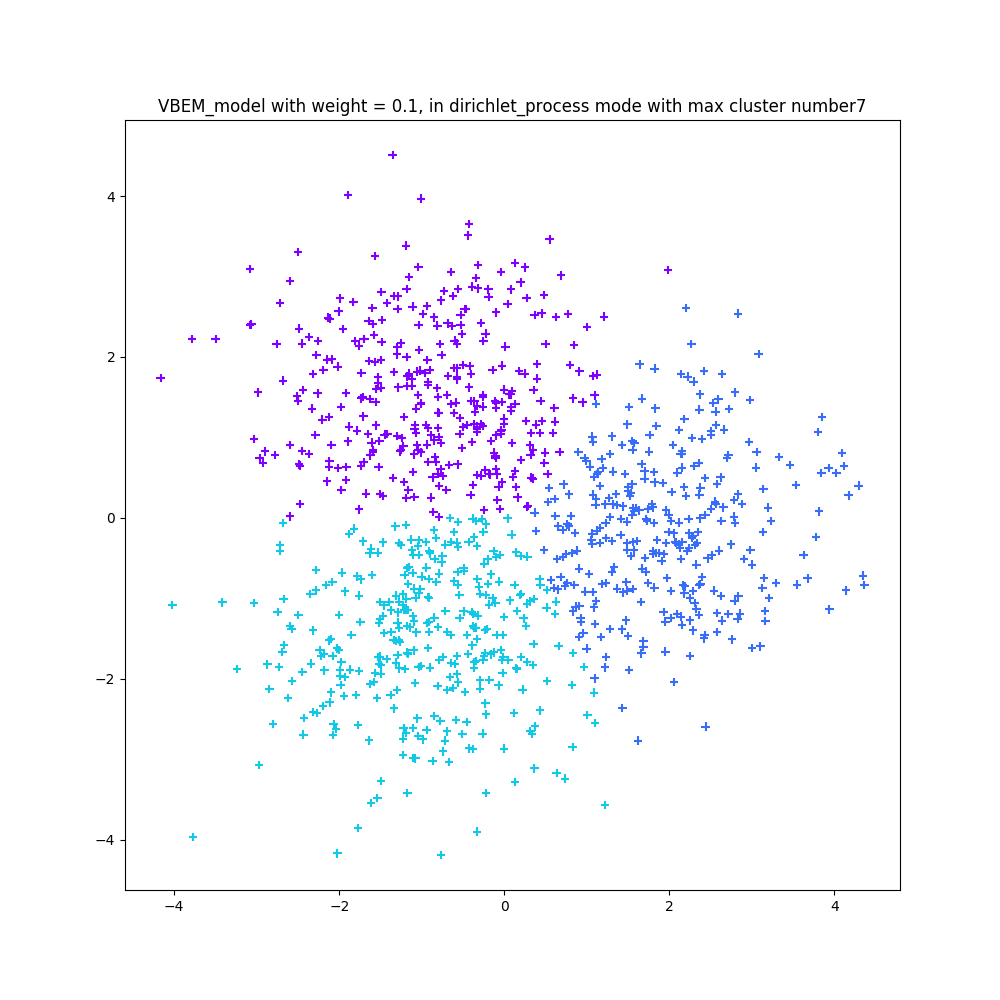 VBEM_model with weight = 0.1, in dirichlet_process mode with max cluster number7
4
2
0
−2
−4
−4 −2 0 2 4